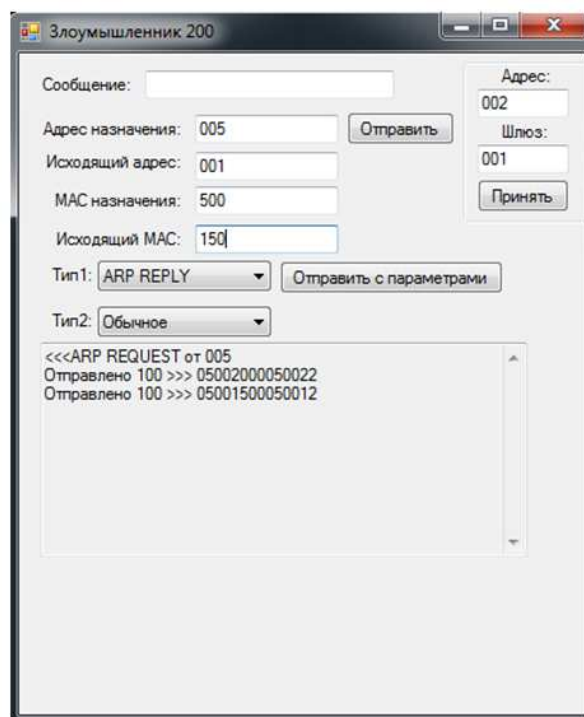 Злоумышленник 200
Сообщение:
Адрес:
002
Адрес назначения: 005 Отправить
Шлюз:
Исходящий адрес: 001
001
МАС назначения: 500
Принять
Исходящий МАС: 150
Тип1: ARP REPLY Отправить с параметрами
Тип2: Обычное
<<<ARP REQUEST от 005
Отправлено 100 >>> 05002000050022
Отправлено 100 >>> 05001500050012